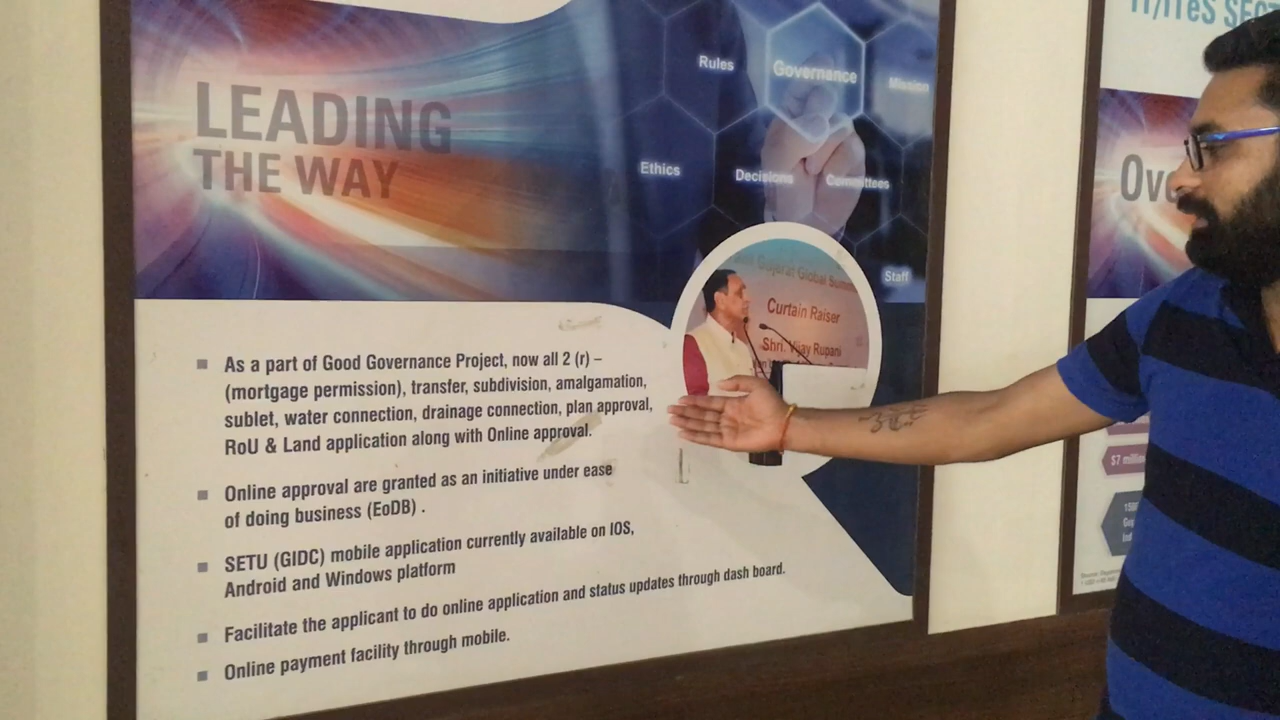 LEADING
THE WAY
Rules
Governance
Mission
Ethics
Decisions
Committees
Staff
Gujarat Global Summit
Curtain Raiser
Shri. Vijay Rupani
As a part of Good Governance Project, now all 2 (r) –
(mortgage permission), transfer, subdivision, amalgamation,
sublet, water connection, drainage connection, plan approval,
RoU & Land application along with Online approval.
Online approval are granted as an initiative under ease
of doing business (EoDB) .
SETU (GIDC) mobile application currently available on IOS,
Android and Windows platform
Facilitate the applicant to do online application and status updates through dash board.
Online payment facility through mobile.
IT/ITeS
$7